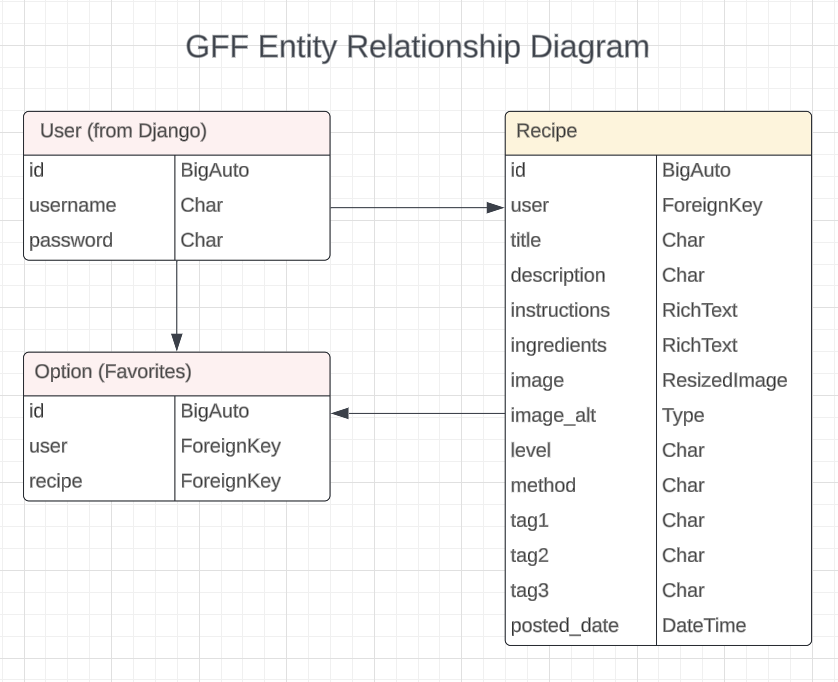 GFF Entity Relationship Diagram
User (from Django)
id BigAuto
username Char
password Char
Option (Favorites)
id BigAuto
user ForeignKey
recipe ForeignKey
Recipe
id BigAuto
user ForeignKey
title Char
description Char
instructions RichText
ingredients RichText
image ResizedImage
image_alt Type
level Char
method Char
tag1 Char
tag2 Char
tag3 Char
posted_date DateTime